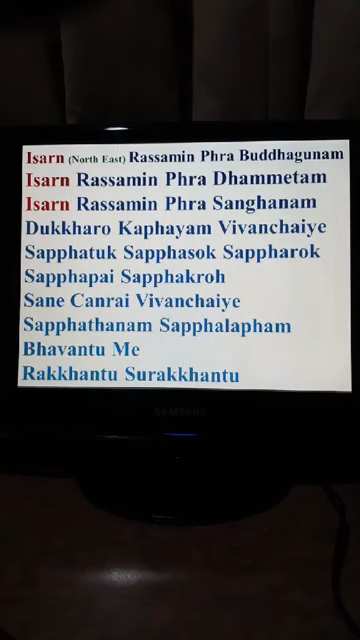 Isarn (North East) Rassamin Phra Buddhagunam
Isarn Rassamin Phra Dhammetam
Isarn Rassamin Phra Sanghanam
Dukkharo Kaphayam Vivanchaiye
Sapphatuk Sapphasok Sappharok
Sapphapai Sapphakroh
Sane Canrai Vivanchaiye
Sapphathanam Sapphalapham
Bhavantu Me
Rakkhantu Surakkhantu
SAMSUNG